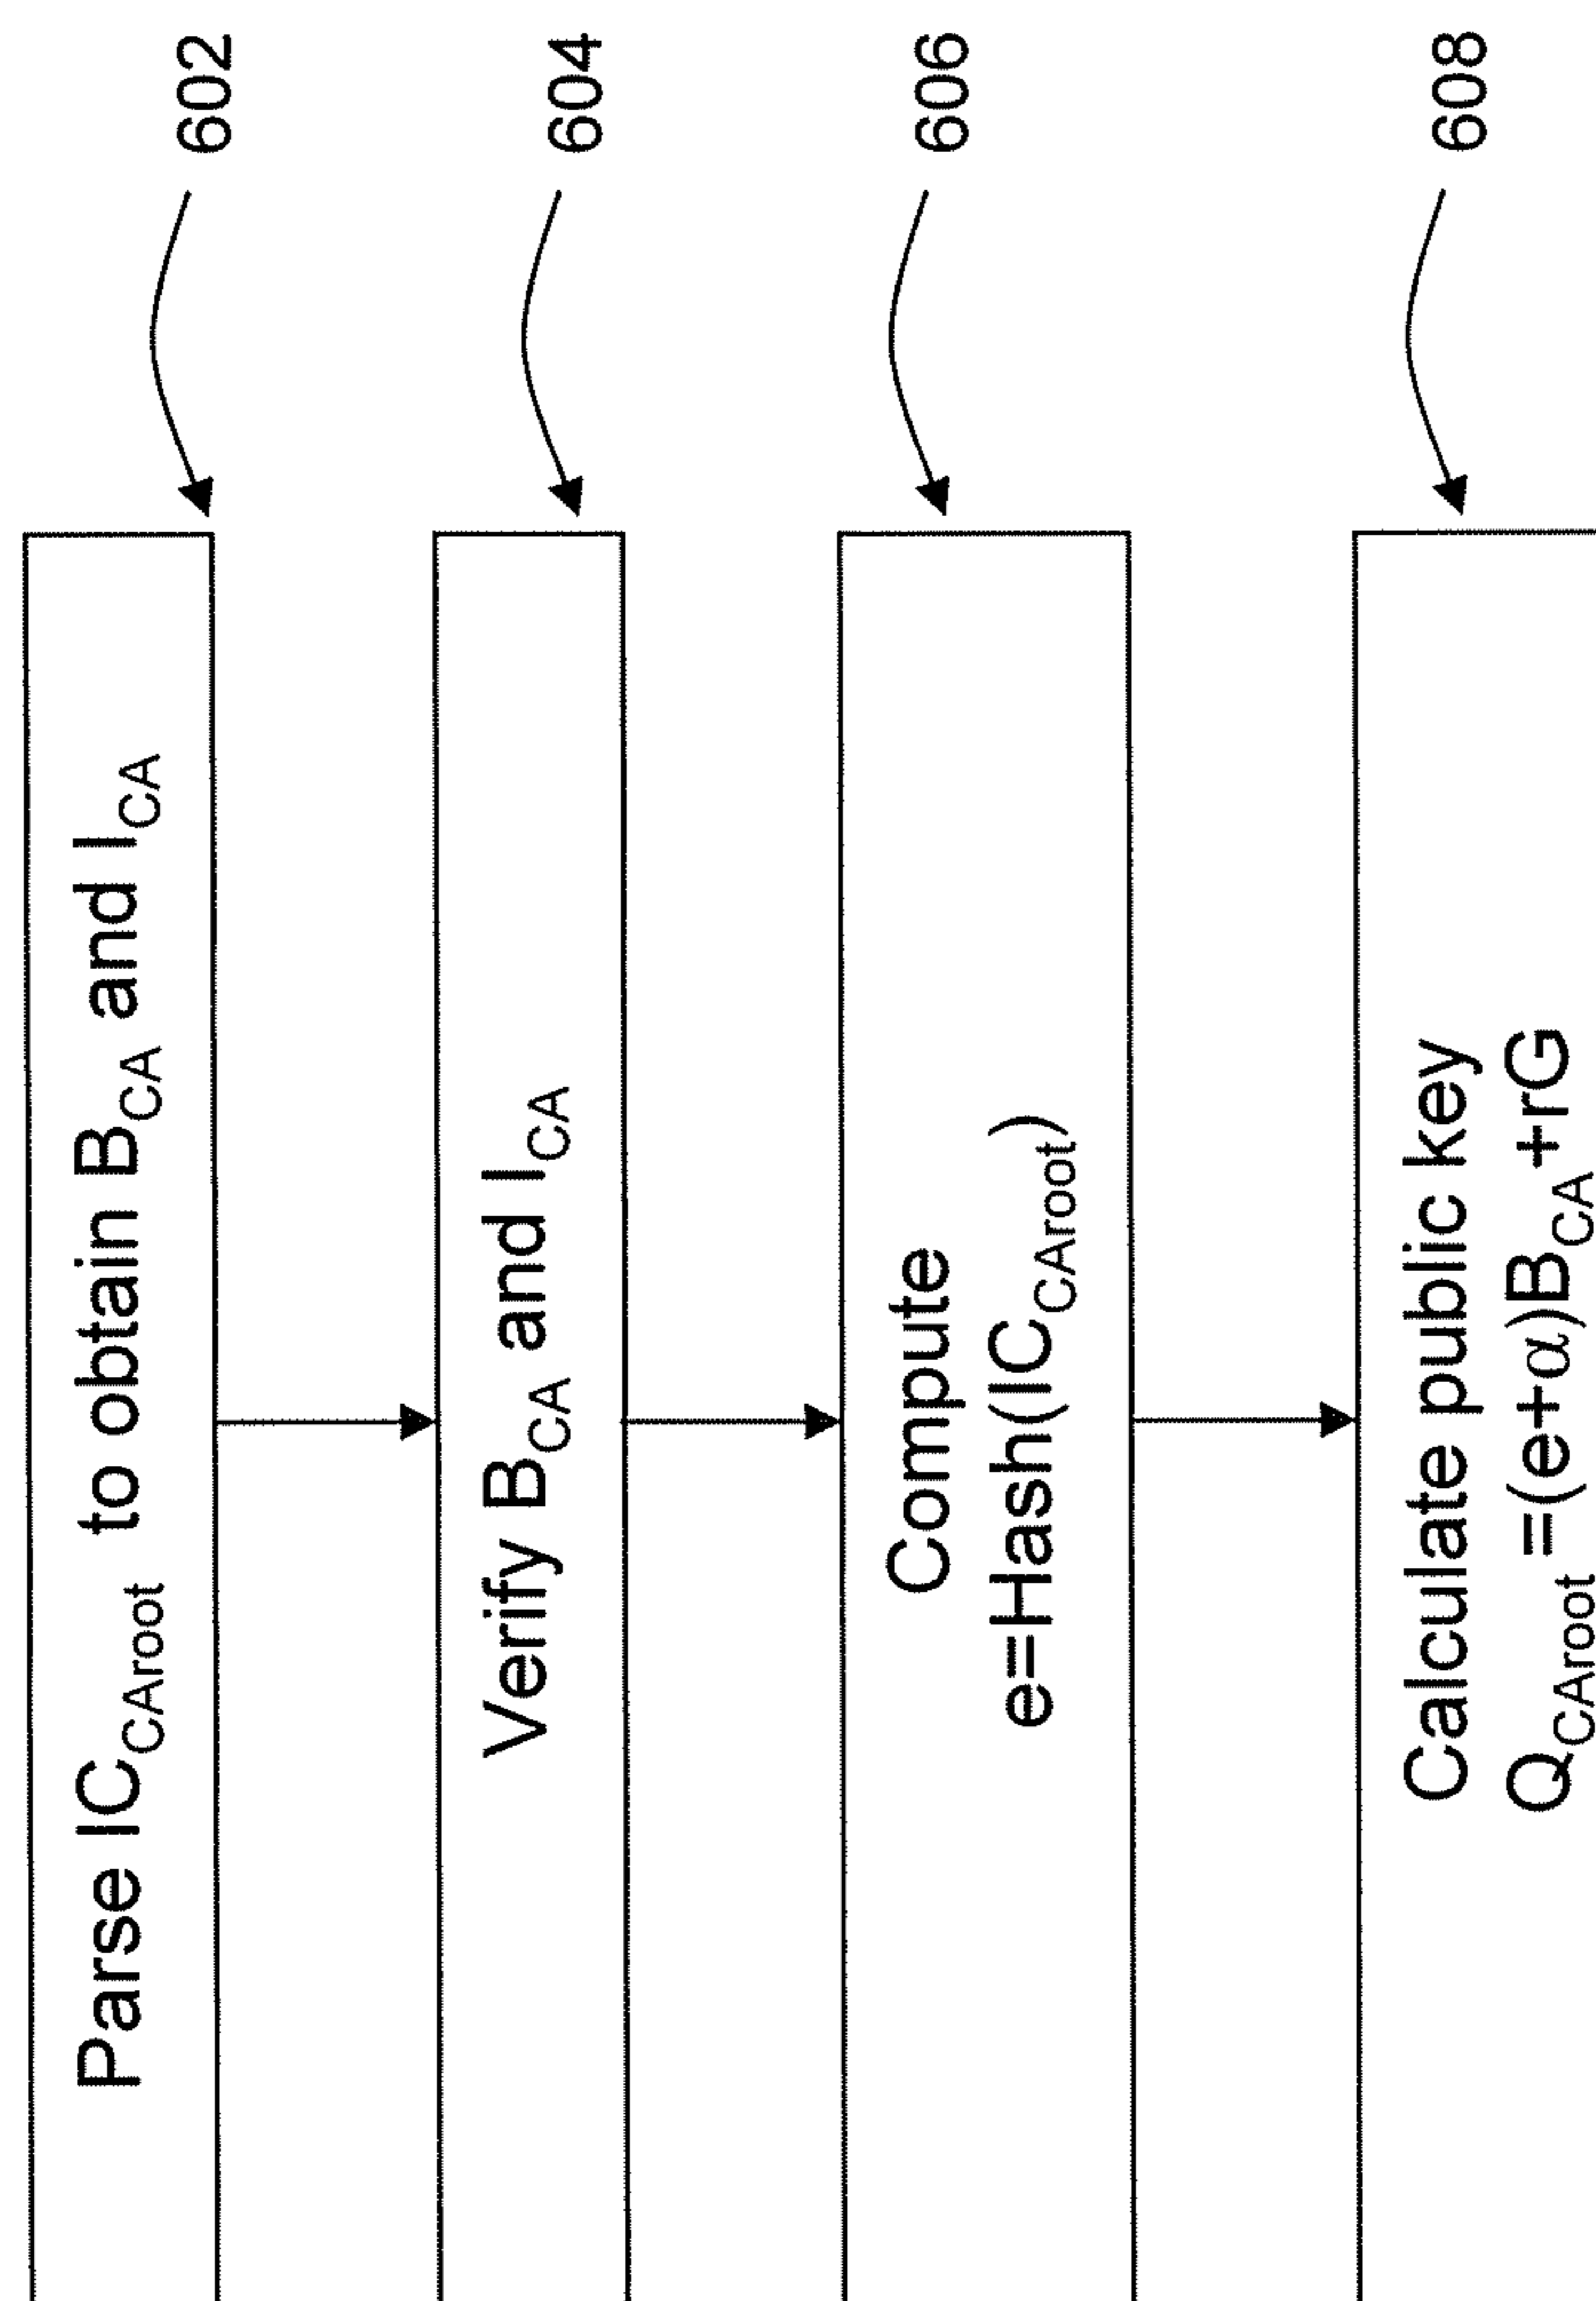 Parse IC_CAroot to obtain B_CA and I_CA
602
Verify B_CA and I_CA
604
Compute
e=Hash(IC_CAroot)
606
Calculate public key
Q_CAroot=(e+α)B_CA+rG
608